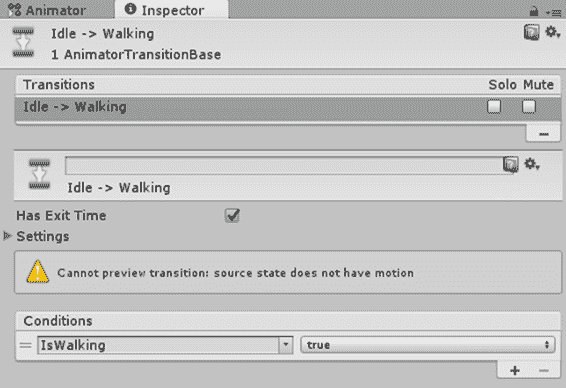 Animator
Inspector
Idle -> Walking
1 AnimatorTransitionBase
Transitions Solo Mute
Idle -> Walking
Idle -> Walking
Has Exit Time
Settings
Cannot preview transition: source state does not have motion
Conditions
IsWalking true